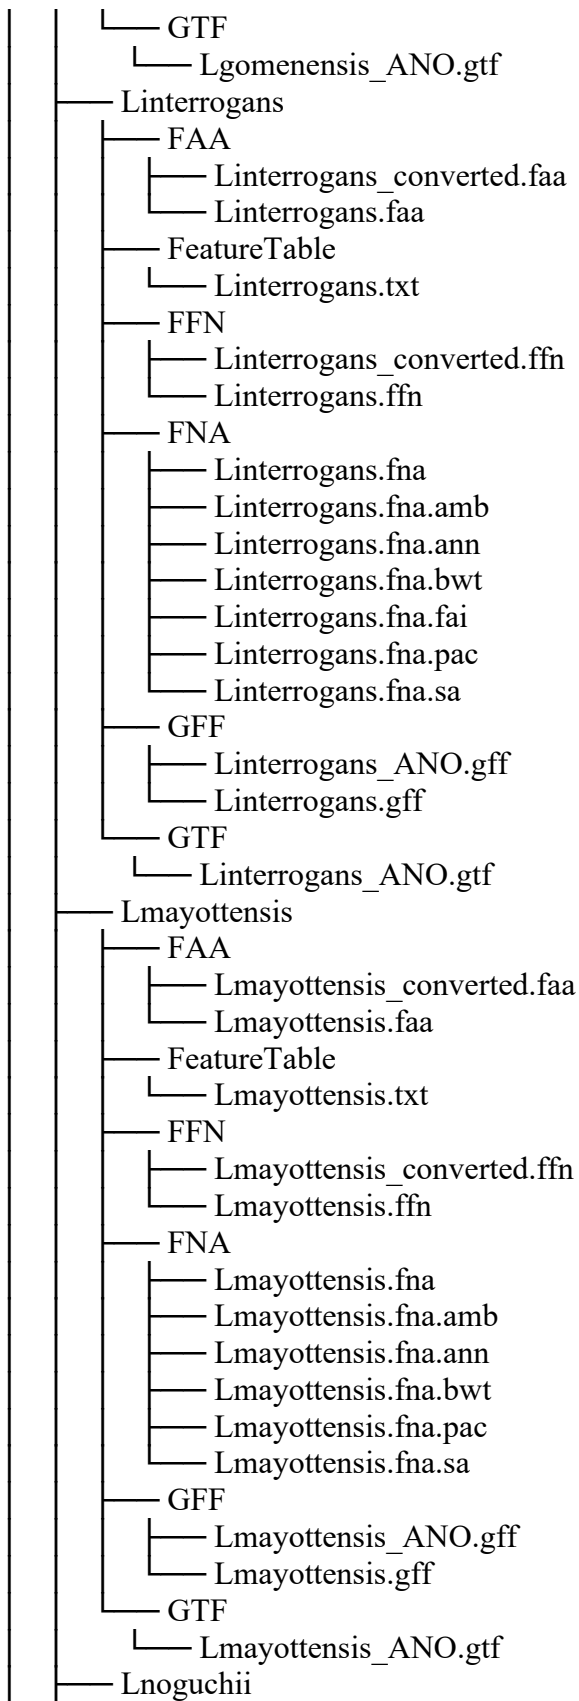 GTF
Lgomenensis_ANO.gtf
Linterrogans
FAA
Linterrogans_converted.faa
Linterrogans.faa
FeatureTable
Linterrogans.txt
FFN
Linterrogans_converted.ffn
Linterrogans.ffn
FNA
Linterrogans.fna
Linterrogans.fna.amb
Linterrogans.fna.ann
Linterrogans.fna.bwt
Linterrogans.fna.fai
Linterrogans.fna.pac
Linterrogans.fna.sa
GFF
Linterrogans_ANO.gff
Linterrogans.gff
GTF
Linterrogans_ANO.gtf
Lmayottensis
FAA
Lmayottensis_converted.faa
Lmayottensis.faa
FeatureTable
Lmayottensis.txt
FFN
Lmayottensis_converted.ffn
Lmayottensis.ffn
FNA
Lmayottensis.fna
Lmayottensis.fna.amb
Lmayottensis.fna.ann
Lmayottensis.fna.bwt
Lmayottensis.fna.pac
Lmayottensis.fna.sa
GFF
Lmayottensis_ANO.gff
Lmayottensis.gff
GTF
Lmayottensis_ANO.gtf
Lnoguchii